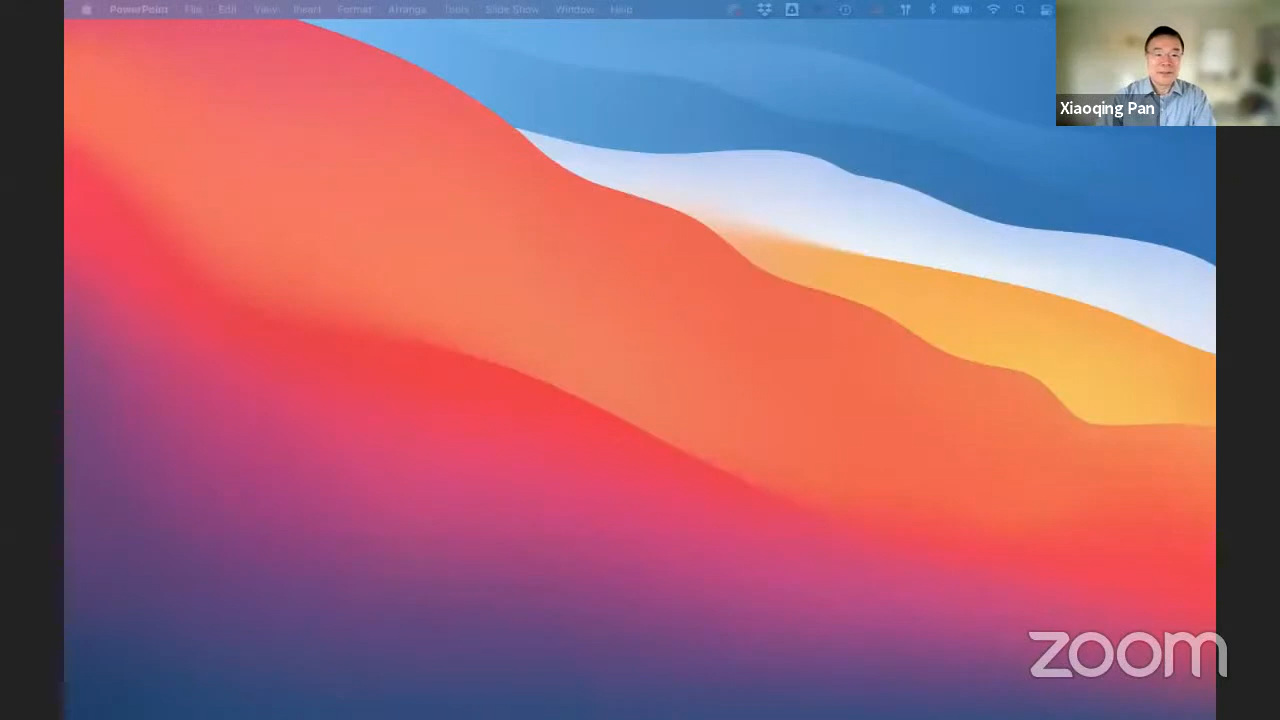 PowerPoint File Edit View Insert Format Arrange Tools Slide Show Window Help
Xiaoqing Pan
zoom